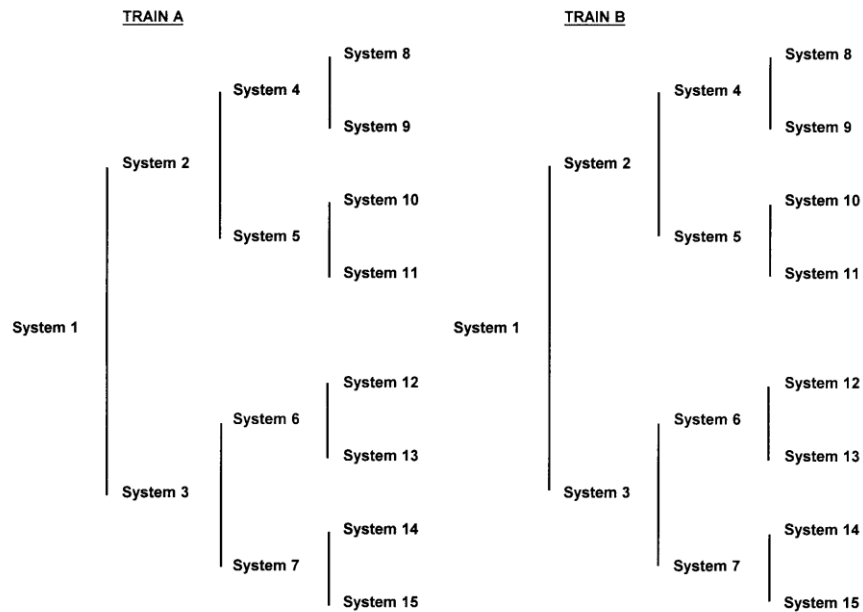 TRAIN A
TRAIN B
System 8
System 8
System 4
System 4
System 9
System 9
System 2
System 2
System 10
System 10
System 5
System 5
System 11
System 11
System 1
System 1
System 12
System 12
System 6
System 6
System 13
System 13
System 3
System 3
System 14
System 14
System 7
System 7
System 15
System 15